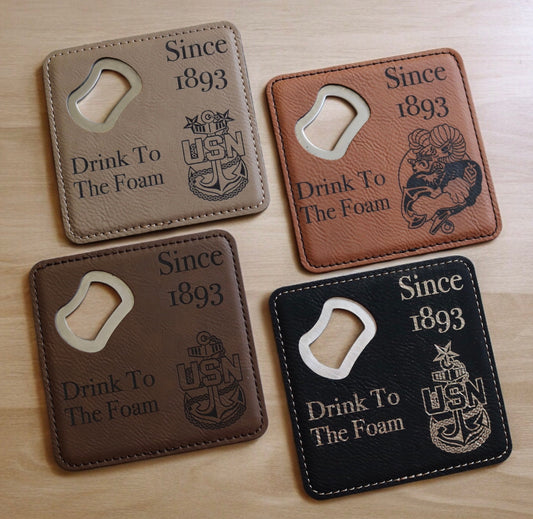 Since
1893
USN
Drink To
The Foam
Since
1893
Drink To
The Foam
Since
1893
USN
Drink To
The Foam
Since
1893
USN
Drink To
The Foam